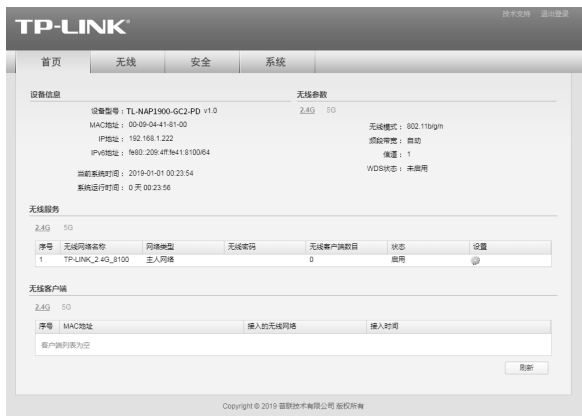 技术支持 退出登录
TP-LINK®
首页 无线 安全 系统
设备信息
设备型号： TL-NAP1900-GC2-PD v1.0
MAC地址： 00-09-04-41-81-00
IP地址： 192.168.1.222
IPv6地址： fe80::209:4ff:fe41:8100/64
当前系统时间： 2019-01-01 00:23:54
系统运行时间： 0 天 00:23:56
无线参数
2.4G 5G
无线模式： 802.11b/g/n
频段带宽： 自动
信道： 1
WDS状态： 未启用
无线服务
2.4G 5G
序号 无线网络名称 网络类型 无线密码 无线客户端数目 状态 设置
1 TP-LINK_2.4G_8100 主人网络 0 启用
无线客户端
2.4G 5G
序号 MAC地址 接入的无线网络 接入时间
客户端列表为空
刷新
Copyright © 2019 普联技术有限公司 版权所有